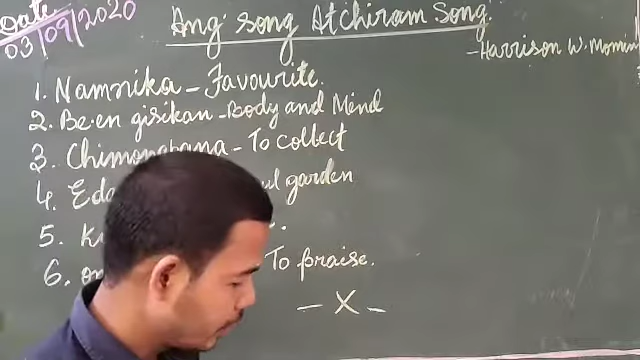 Date
03/09/2020
Ang' song Atchiram Song.
- Harrison W. Momin
1. Namnika - Favourite.
2. Be.en gisikan - Body and Mind
3. Chimongbana - To collect
4. garden
5.
6. To praise.
- X -